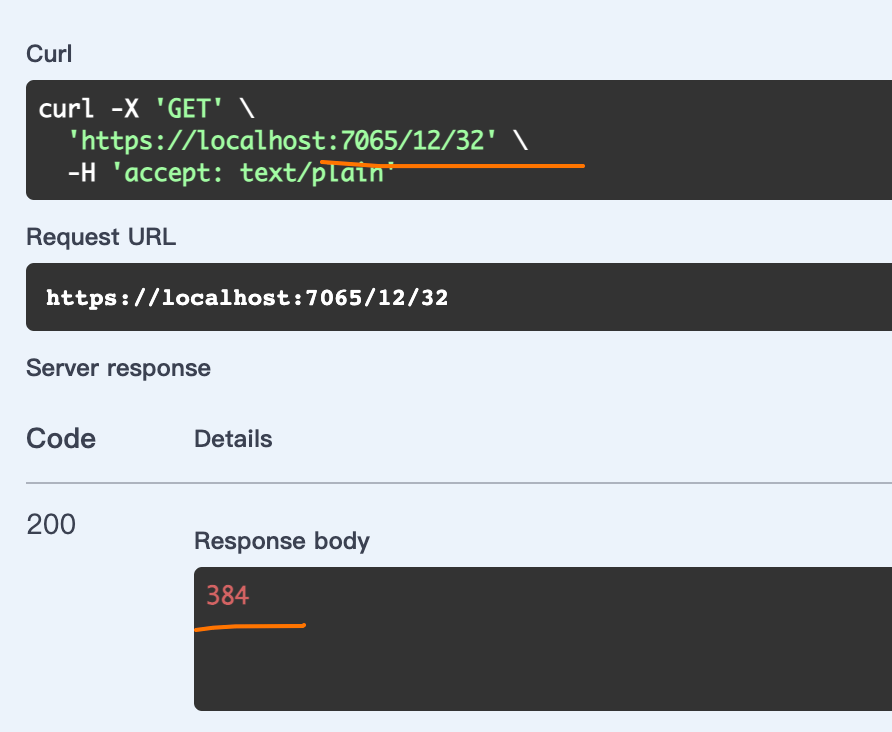 Curl
curl -X 'GET' \
'https://localhost:7065/12/32' \
-H 'accept: text/plain'
Request URL
https://localhost:7065/12/32
Server response
Code Details
200
Response body
384